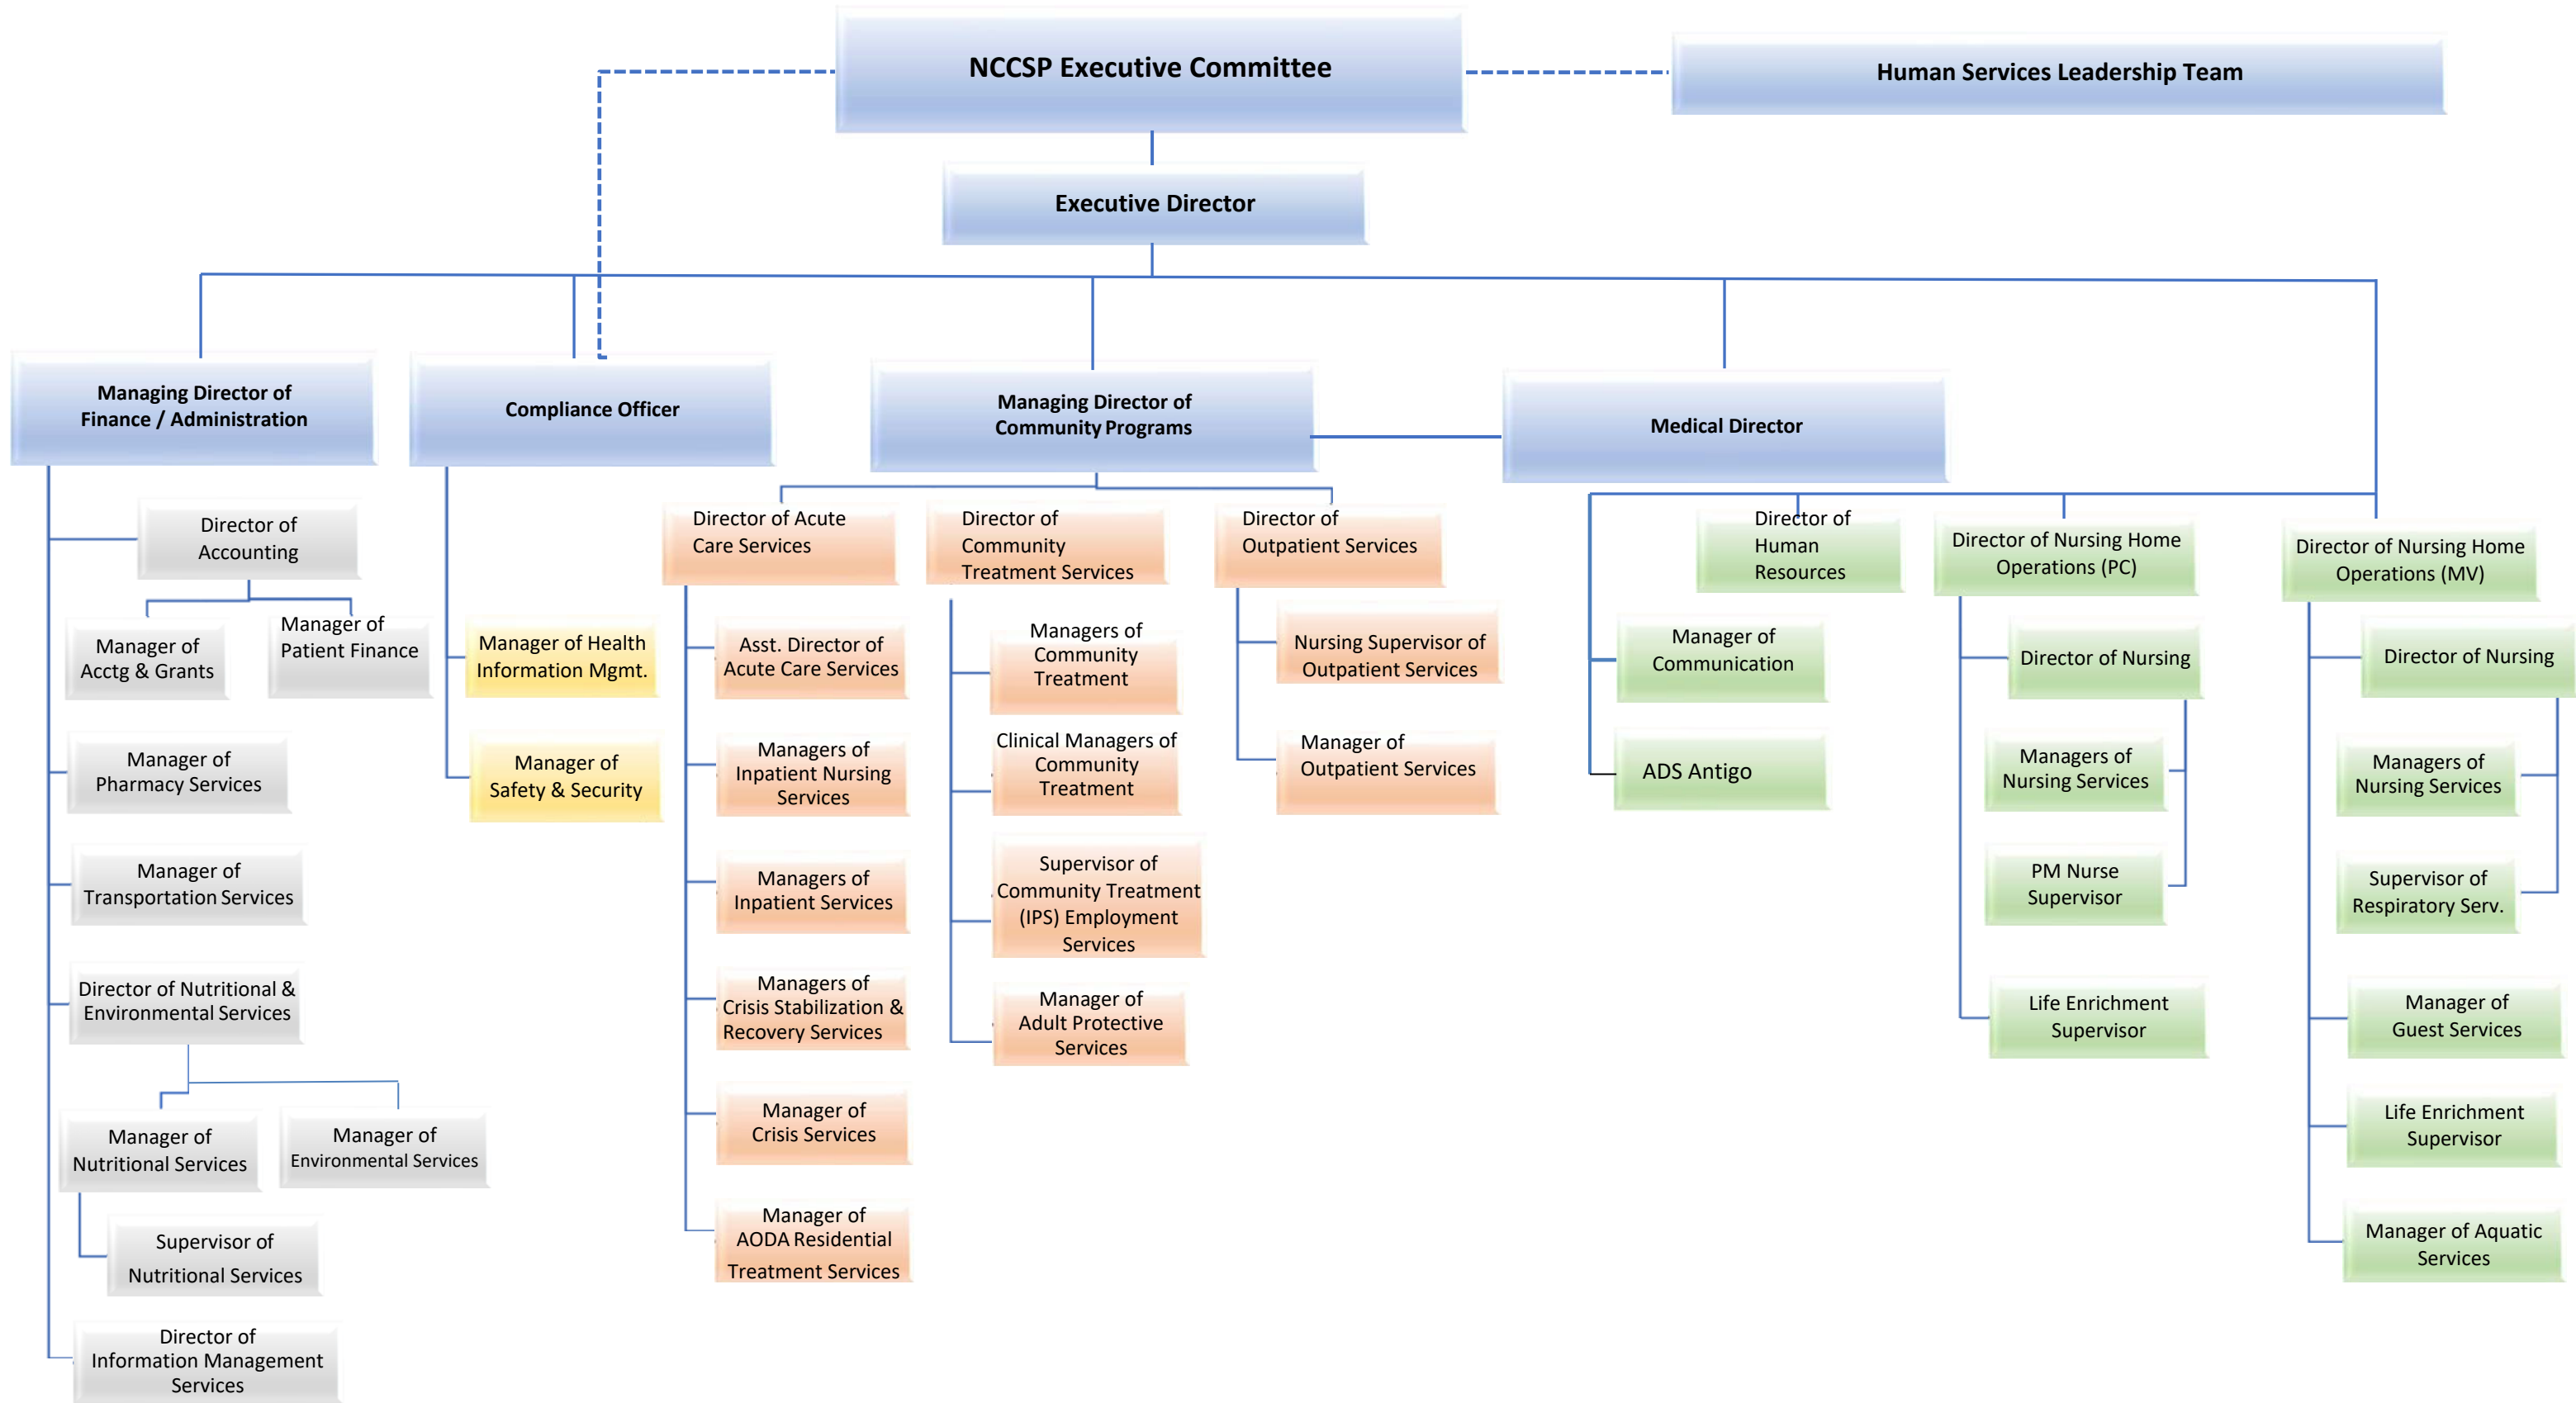 NCCSP Executive Committee
Human Services Leadership Team
Executive Director
Managing Director of
Finance / Administration
Compliance Officer
Managing Director of
Community Programs
Medical Director
Director of
Accounting
Manager of
Acctg & Grants
Manager of
Patient Finance
Manager of
Pharmacy Services
Manager of
Transportation Services
Director of Nutritional &
Environmental Services
Manager of
Nutritional Services
Manager of
Environmental Services
Supervisor of
Nutritional Services
Director of
Information Management
Services
Manager of Health
Information Mgmt.
Manager of
Safety & Security
Director of Acute
Care Services
Asst. Director of
Acute Care Services
Managers of
Inpatient Nursing
Services
Managers of
Inpatient Services
Managers of
Crisis Stabilization &
Recovery Services
Manager of
Crisis Services
Manager of
AODA Residential
Treatment Services
Director of
Community
Treatment Services
Managers of
Community
Treatment
Clinical Managers of
Community
Treatment
Supervisor of
Community Treatment
(IPS) Employment
Services
Manager of
Adult Protective
Services
Director of
Outpatient Services
Nursing Supervisor of
Outpatient Services
Manager of
Outpatient Services
Director of
Human
Resources
Manager of
Communication
ADS Antigo
Director of Nursing Home
Operations (PC)
Director of Nursing
Managers of
Nursing Services
PM Nurse
Supervisor
Life Enrichment
Supervisor
Director of Nursing Home
Operations (MV)
Director of Nursing
Managers of
Nursing Services
Supervisor of
Respiratory Serv.
Manager of
Guest Services
Life Enrichment
Supervisor
Manager of Aquatic
Services